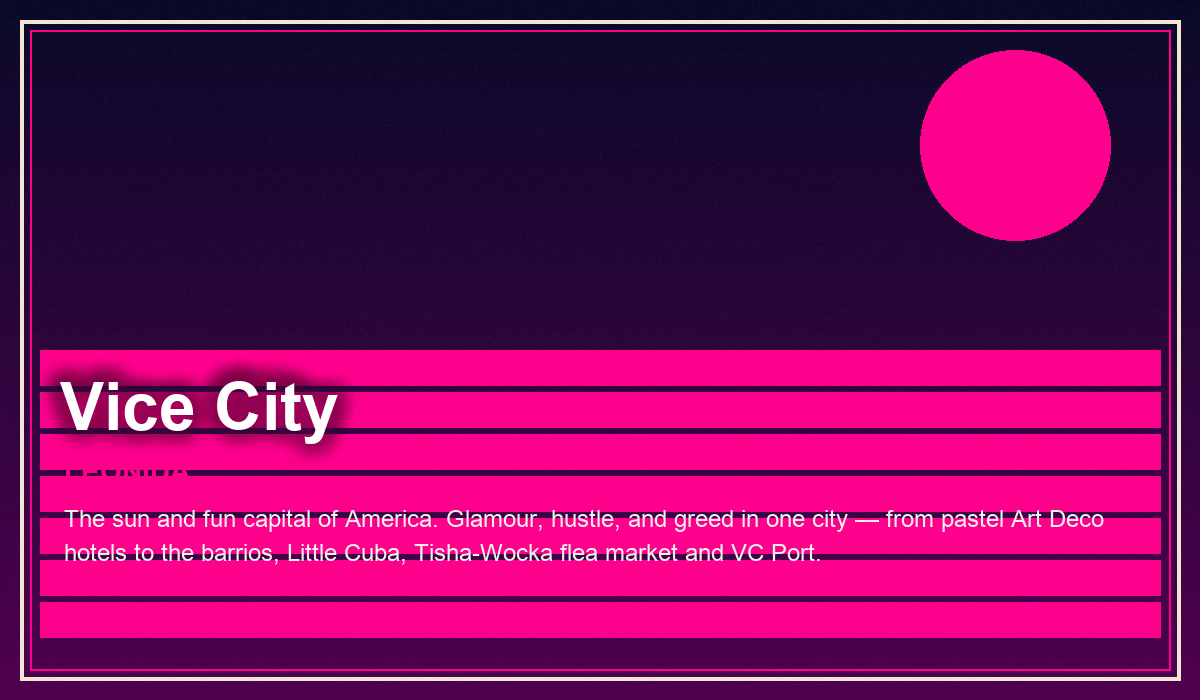 Vice City
LEONIDA
The sun and fun capital of America. Glamour, hustle, and greed in one city — from pastel Art Deco
hotels to the barrios, Little Cuba, Tisha-Wocka flea market and VC Port.